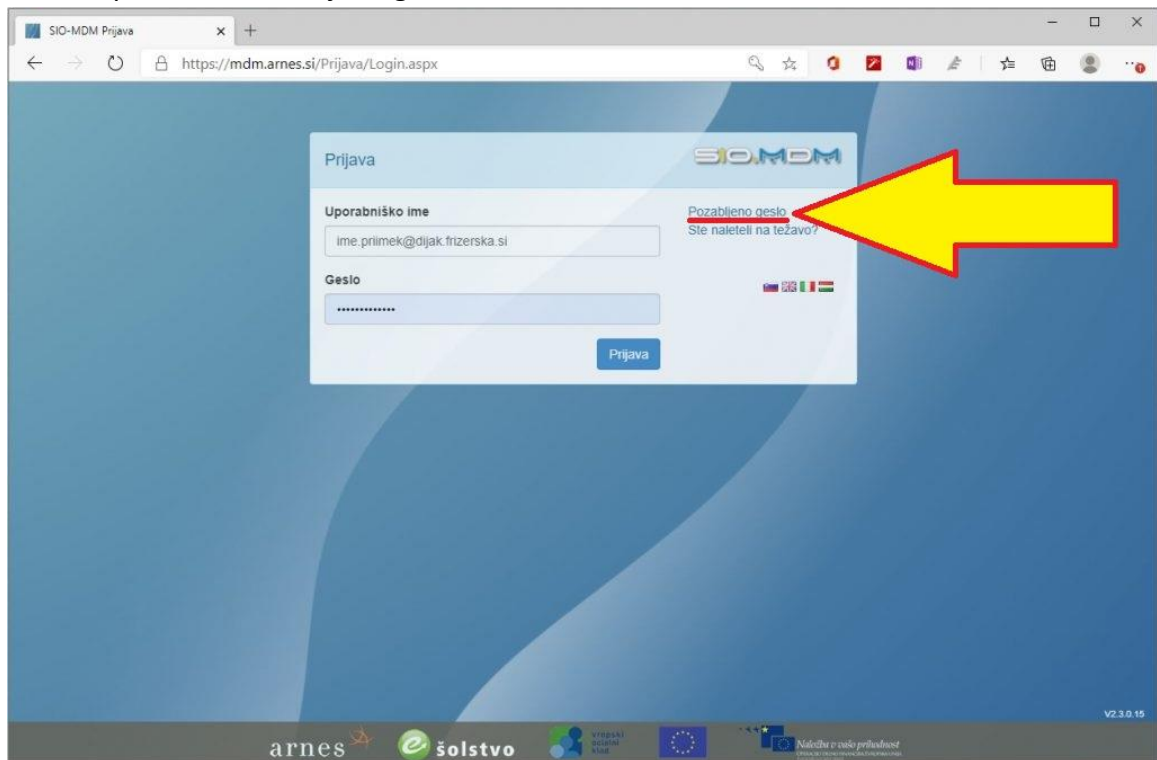 SIO-MDM Prijava
https://mdm.arnes.si/Prijava/Login.aspx
Prijava
SIO.MDM
Uporabniško ime
ime.priimek@dijak.frizerska.si
Geslo
•••••••••••••
Prijava
Pozabljeno geslo
Ste naleteli na težavo?
V2.3.0.15
arnes
e šolstvo
Naložba v vašo prihodnost